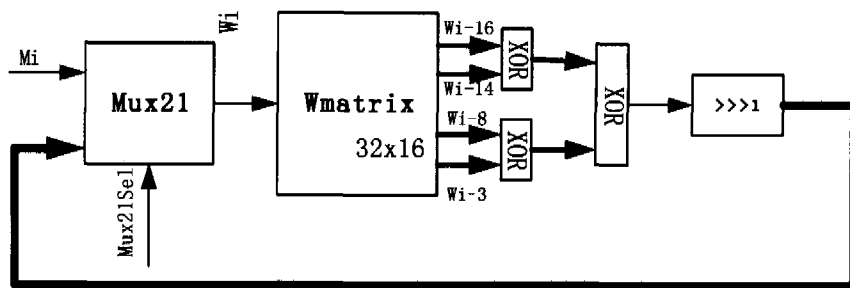 Mi
Mux21
Mux21Sel
Wi
Wmatrix
32x16
Wi-16
Wi-14
Wi-8
Wi-3
XOR
XOR
XOR
>>>1